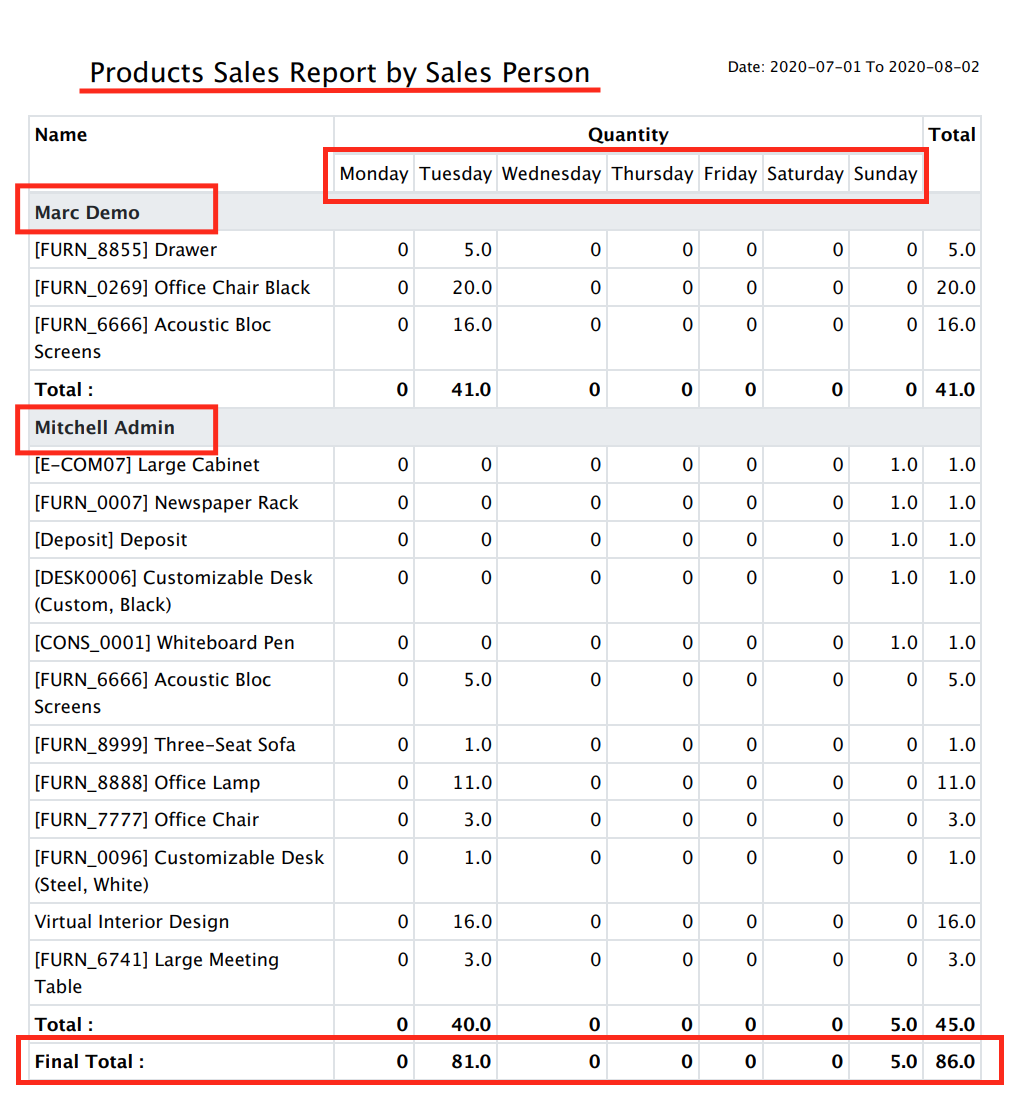 Products Sales Report by Sales Person
Date: 2020-07-01 To 2020-08-02
Name Quantity Total
Monday Tuesday Wednesday Thursday Friday Saturday Sunday
Marc Demo
[FURN_8855] Drawer 0 5.0 0 0 0 0 0 5.0
[FURN_0269] Office Chair Black 0 20.0 0 0 0 0 0 20.0
[FURN_6666] Acoustic Bloc 0 16.0 0 0 0 0 0 16.0
Screens
Total : 0 41.0 0 0 0 0 0 41.0
Mitchell Admin
[E-COM07] Large Cabinet 0 0 0 0 0 0 1.0 1.0
[FURN_0007] Newspaper Rack 0 0 0 0 0 0 1.0 1.0
[Deposit] Deposit 0 0 0 0 0 0 1.0 1.0
[DESK0006] Customizable Desk 0 0 0 0 0 0 1.0 1.0
(Custom, Black)
[CONS_0001] Whiteboard Pen 0 0 0 0 0 0 1.0 1.0
[FURN_6666] Acoustic Bloc 0 5.0 0 0 0 0 0 5.0
Screens
[FURN_8999] Three-Seat Sofa 0 1.0 0 0 0 0 0 1.0
[FURN_8888] Office Lamp 0 11.0 0 0 0 0 0 11.0
[FURN_7777] Office Chair 0 3.0 0 0 0 0 0 3.0
[FURN_0096] Customizable Desk 0 1.0 0 0 0 0 0 1.0
(Steel, White)
Virtual Interior Design 0 16.0 0 0 0 0 0 16.0
[FURN_6741] Large Meeting 0 3.0 0 0 0 0 0 3.0
Table
Total : 0 40.0 0 0 0 0 5.0 45.0
Final Total : 0 81.0 0 0 0 0 5.0 86.0